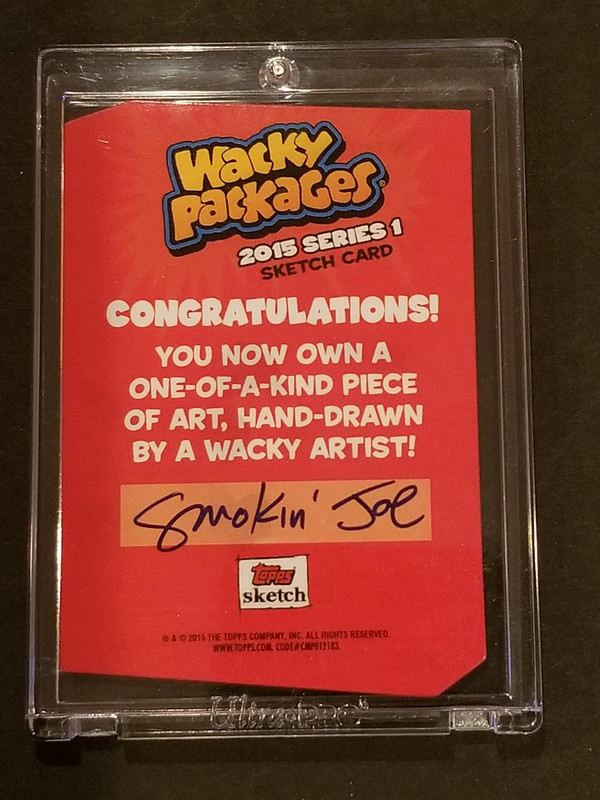 Wacky
Packages®
2015 SERIES 1
SKETCH CARD
CONGRATULATIONS!
YOU NOW OWN A
ONE-OF-A-KIND PIECE
OF ART, HAND-DRAWN
BY A WACKY ARTIST!
Smokin' Joe
topps
sketch
® & © 2015 THE TOPPS COMPANY, INC. ALL RIGHTS RESERVED.
WWW.TOPPS.COM. CODE#CMP012183.
Ultra-PRO